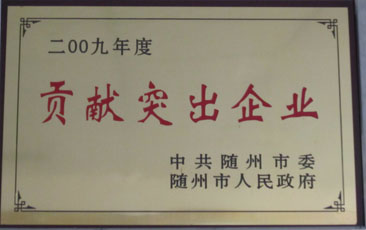 二00九年度
贡献突出企业
中共随州市委
随州市人民政府